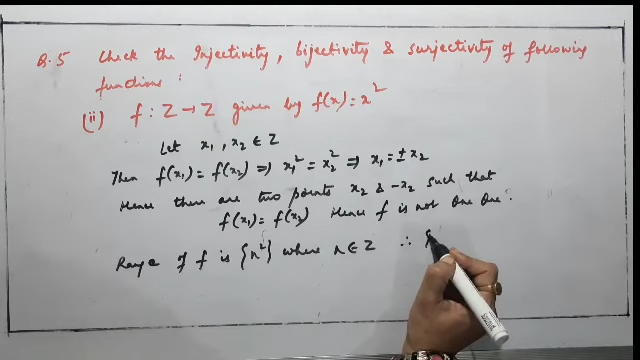 Q.5 Check the Injectivity, bijectivity & surjectivity of following
functions :
(ii) f : Z → Z given by f(x) = x²
Let x₁, x₂ ∈ Z
Then f(x₁) = f(x₂) ⇒ x₁² = x₂² ⇒ x₁ = ± x₂
Hence there are two points x₂ & -x₂ such that
f(x₁) = f(x₂) Hence f is not one one.
Range of f is {x²} where x ∈ Z ∴